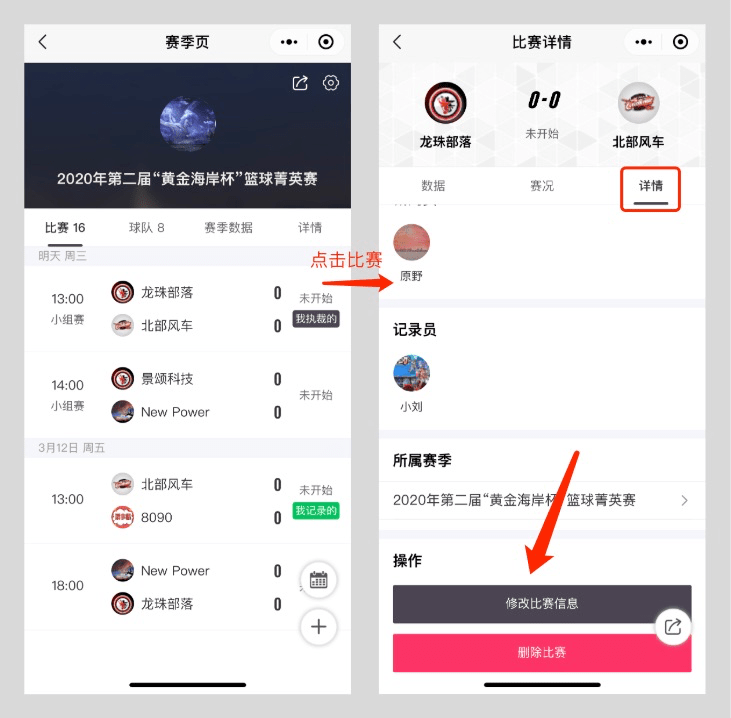 赛季页
2020年第二届“黄金海岸杯”篮球菁英赛
比赛 16 球队 8 赛季数据 详情
明天 周三
13:00 小组赛
龙珠部落 0
北部风车 0
未开始
我执裁的
14:00 小组赛
景颂科技 0
New Power 0
未开始
3月12日 周五
13:00
北部风车 0
8090 0
未开始
我记录的
18:00
New Power 0
龙珠部落 0
点击比赛
比赛详情
龙珠部落
0-0
未开始
北部风车
数据 赛况 详情
原野
记录员
小刘
所属赛季
2020年第二届“黄金海岸杯”篮球菁英赛
操作
修改比赛信息
删除比赛